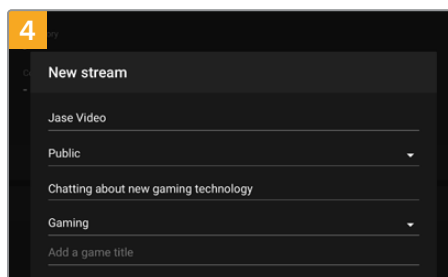 4
New stream
Jase Video
Public
Chatting about new gaming technology
Gaming
Add a game title